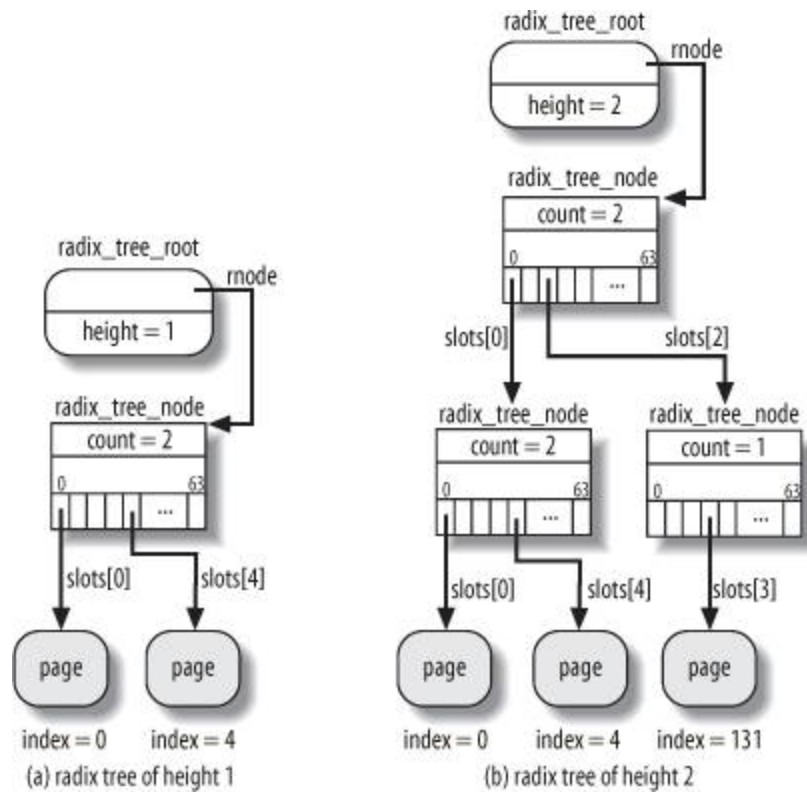 radix_tree_root
rnode
height = 1
radix_tree_node
count = 2
0 63
...
slots[0] slots[4]
page page
index = 0 index = 4
(a) radix tree of height 1
radix_tree_root
rnode
height = 2
radix_tree_node
count = 2
0 63
...
slots[0] slots[2]
radix_tree_node radix_tree_node
count = 2 count = 1
0 63 0 63
... ...
slots[0] slots[4] slots[3]
page page page
index = 0 index = 4 index = 131
(b) radix tree of height 2